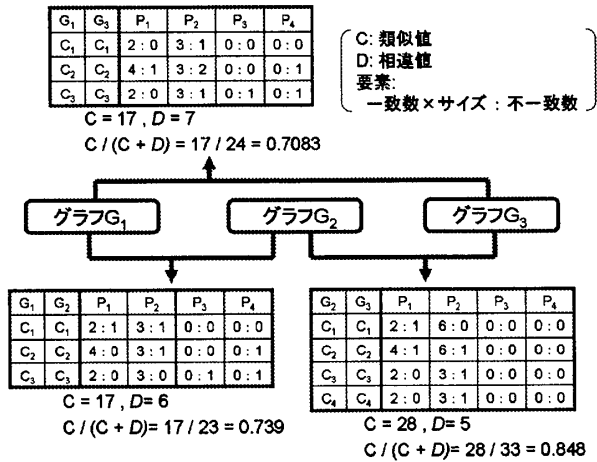 G₁ G₃ P₁ P₂ P₃ P₄
C₁ C₁ 2:0 3:1 0:0 0:0
C₂ C₂ 4:1 3:2 0:0 0:1
C₃ C₃ 2:0 3:1 0:1 0:1
C = 17 , D = 7
C / (C + D) = 17 / 24 = 0.7083
C: 類似値
D: 相違値
要素:
一致数×サイズ : 不一致数
グラフG₁ グラフG₂ グラフG₃
G₁ G₂ P₁ P₂ P₃ P₄
C₁ C₁ 2:1 3:1 0:0 0:0
C₂ C₂ 4:0 3:1 0:0 0:1
C₃ C₃ 2:0 3:0 0:1 0:1
C = 17 , D= 6
C / (C + D)= 17 / 23 = 0.739
G₂ G₃ P₁ P₂ P₃ P₄
C₁ C₁ 2:1 6:0 0:0 0:0
C₂ C₂ 4:1 6:1 0:0 0:0
C₃ C₃ 2:0 3:1 0:0 0:0
C₄ C₄ 2:0 3:1 0:0 0:0
C = 28 , D= 5
C / (C + D)= 28 / 33 = 0.848